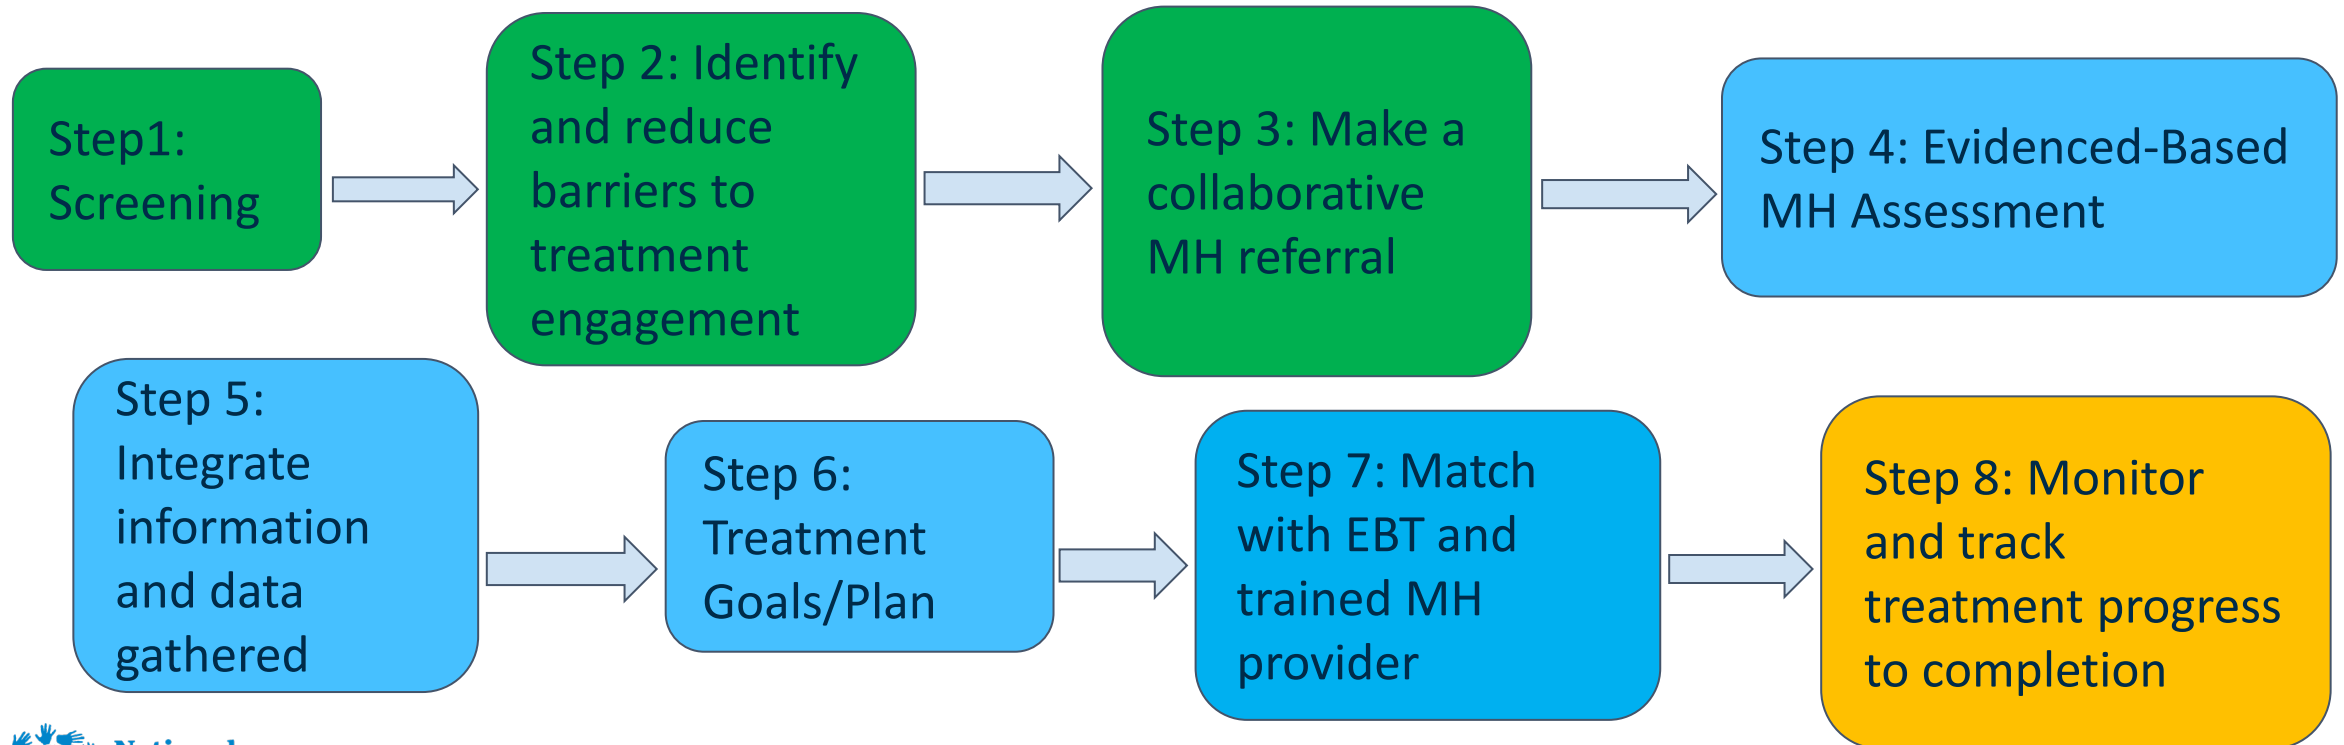 Step1:
Screening
Step 2: Identify
and reduce
barriers to
treatment
engagement
Step 3: Make a
collaborative
MH referral
Step 4: Evidenced-Based
MH Assessment
Step 5:
Integrate
information
and data
gathered
Step 6:
Treatment
Goals/Plan
Step 7: Match
with EBT and
trained MH
provider
Step 8: Monitor
and track
treatment progress
to completion